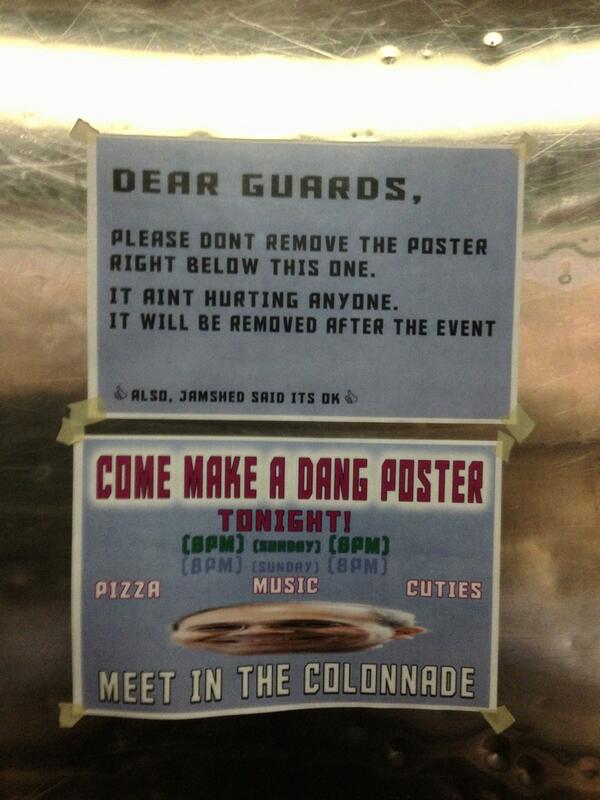 DEAR GUARDS,
PLEASE DONT REMOVE THE POSTER
RIGHT BELOW THIS ONE.
IT AINT HURTING ANYONE.
IT WILL BE REMOVED AFTER THE EVENT
ALSO, JAMSHED SAID ITS OK
COME MAKE A DANG POSTER
TONIGHT!
(8PM) (SUNDAY) (8PM)
(8PM) (SUNDAY) (8PM)
PIZZA MUSIC CUTIES
MEET IN THE COLONNADE